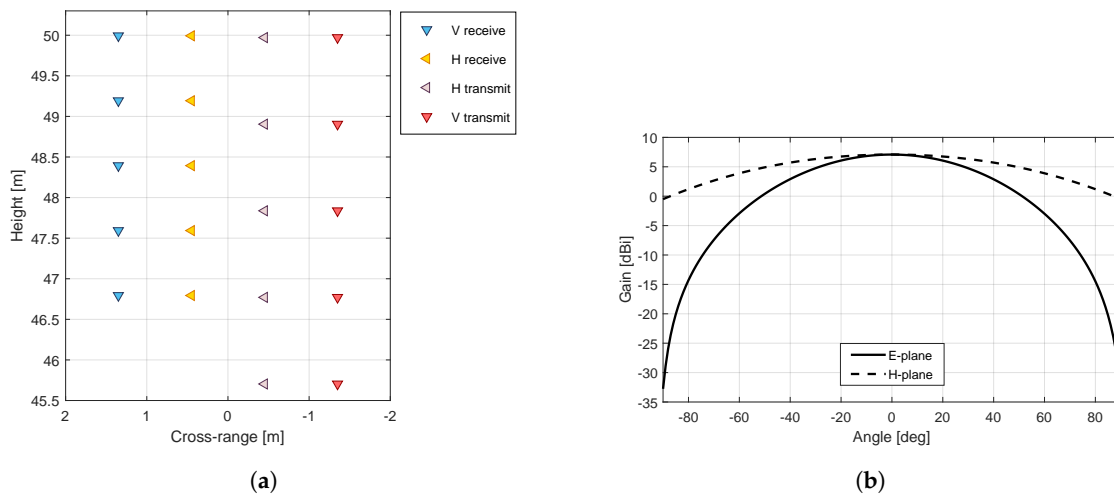 50
49.5
49
48.5
48
47.5
47
46.5
46
45.5
Height [m]
2 1 0 -1 -2
Cross-range [m]
V receive
H receive
H transmit
V transmit
(a)
10
5
0
-5
-10
-15
-20
-25
-30
-35
Gain [dBi]
E-plane
H-plane
-80 -60 -40 -20 0 20 40 60 80
Angle [deg]
(b)